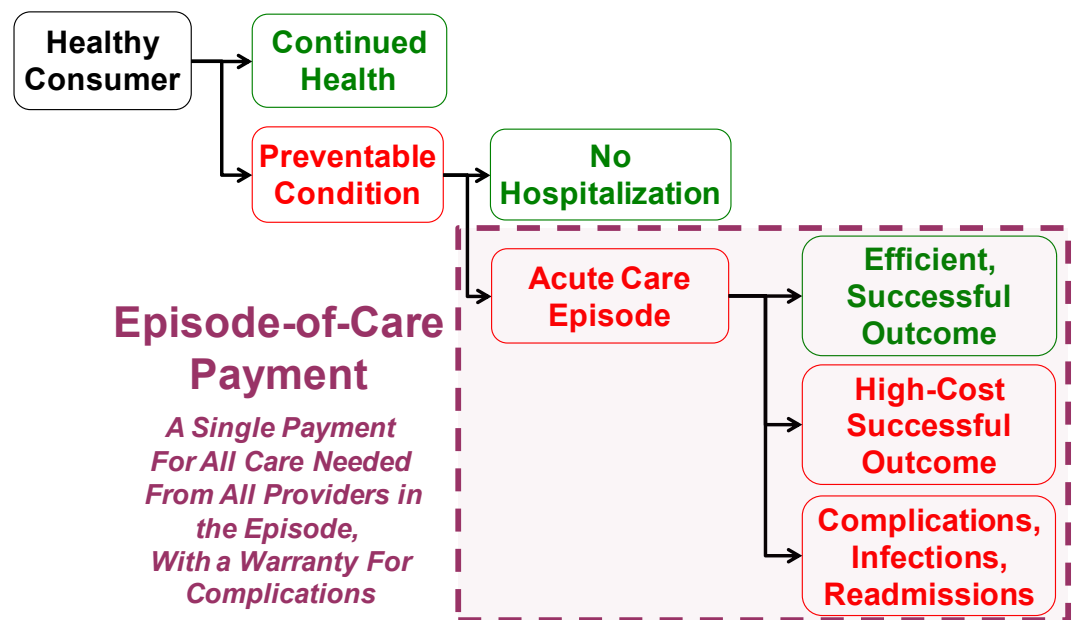 Healthy
Consumer
Continued
Health
Preventable
Condition
No
Hospitalization
Acute Care
Episode
Efficient,
Successful
Outcome
High-Cost
Successful
Outcome
Complications,
Infections,
Readmissions
Episode-of-Care
Payment
A Single Payment
For All Care Needed
From All Providers in
the Episode,
With a Warranty For
Complications